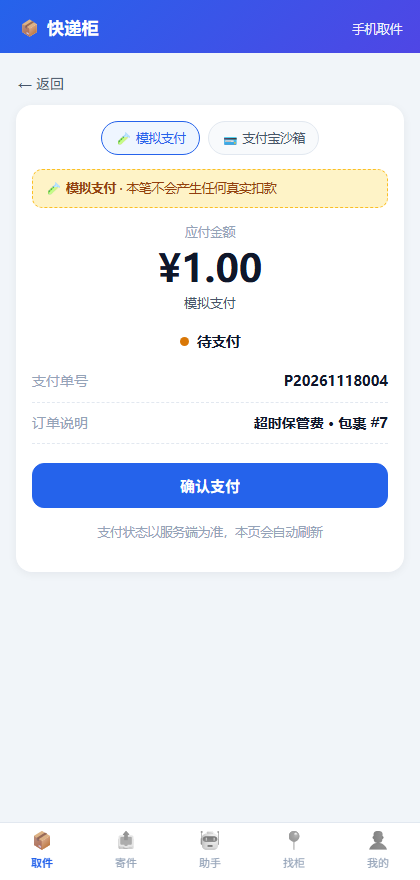 快递柜
手机取件
← 返回
模拟支付
支付宝沙箱
模拟支付 · 本笔不会产生任何真实扣款
应付金额
¥1.00
模拟支付
待支付
支付单号
P20261118004
订单说明
超时保管费 • 包裹 #7
确认支付
支付状态以服务端为准，本页会自动刷新
取件
寄件
助手
找柜
我的